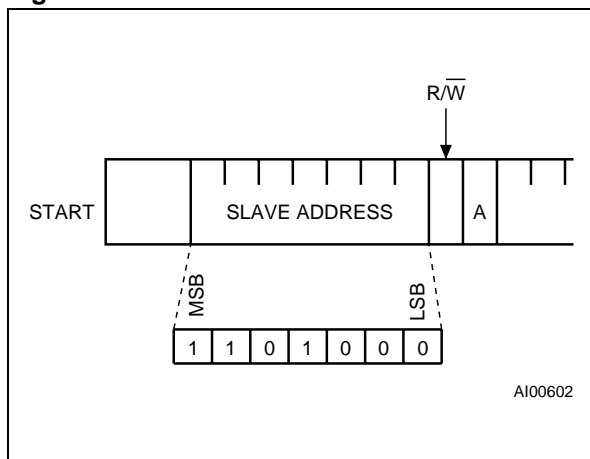 R/W̅
START
SLAVE ADDRESS
A
MSB
LSB
1 1 0 1 0 0 0
AI00602